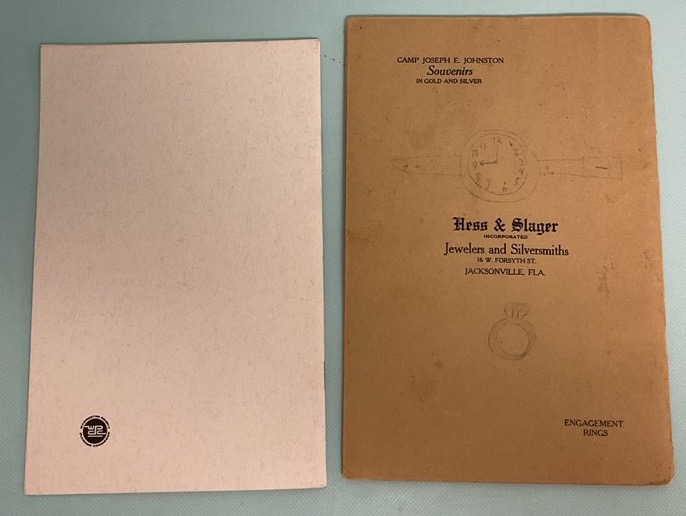 CAMP JOSEPH E. JOHNSTON
Souvenirs
IN GOLD AND SILVER
Hess & Slager
INCORPORATED
Jewelers and Silversmiths
16 W. FORSYTH ST.
JACKSONVILLE, FLA.
ENGAGEMENT
RINGS